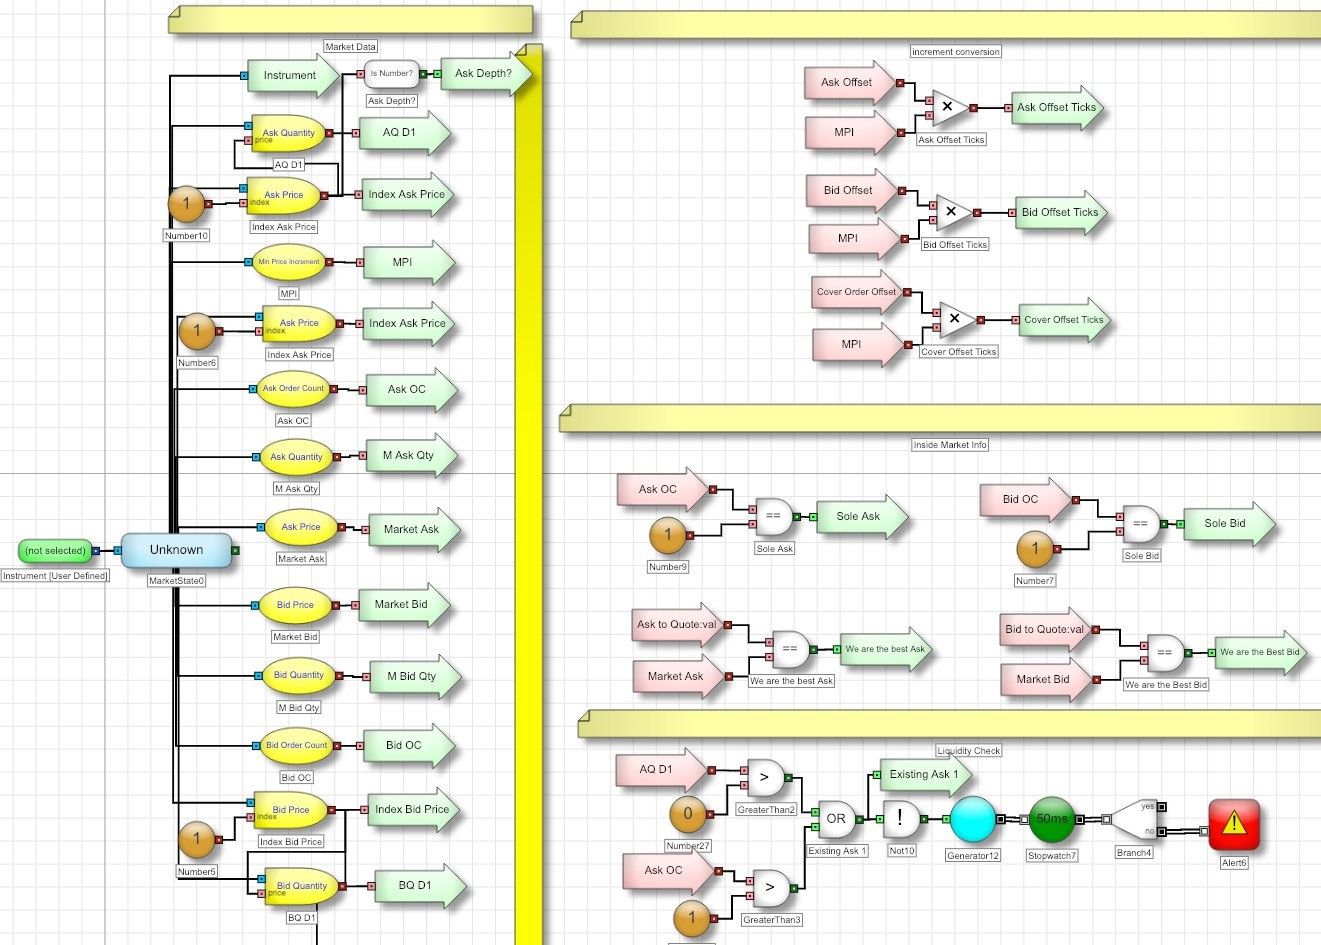 Market Data
Instrument
Is Number?
Ask Depth?
Ask Depth?
Ask Quantity
price
AQ D1
AQ D1
1
Number10
Ask Price
index
Index Ask Price
Index Ask Price
Min Price Increment
MPI
MPI
1
Number6
Ask Price
index
Index Ask Price
Index Ask Price
Ask Order Count
Ask OC
Ask OC
Ask Quantity
M Ask Qty
M Ask Qty
Ask Price
Market Ask
Market Ask
(not selected)
Instrument [User Defined]
Unknown
MarketState0
Bid Price
Market Bid
Market Bid
Bid Quantity
M Bid Qty
M Bid Qty
Bid Order Count
Bid OC
Bid OC
1
Number5
Bid Price
index
Index Bid Price
Index Bid Price
Bid Quantity
price
BQ D1
BQ D1
increment conversion
Ask Offset
MPI
×
Ask Offset Ticks
Ask Offset Ticks
Bid Offset
MPI
×
Bid Offset Ticks
Bid Offset Ticks
Cover Order Offset
MPI
×
Cover Offset Ticks
Cover Offset Ticks
Inside Market Info
Ask OC
1
Number9
==
Sole Ask
Sole Ask
Bid OC
1
Number7
==
Sole Bid
Sole Bid
Ask to Quote:val
Market Ask
==
We are the best Ask
We are the best Ask
Bid to Quote:val
Market Bid
==
We are the Best Bid
We are the Best Bid
Liquidity Check
AQ D1
0
Number27
>
GreaterThan2
Ask OC
1
>
GreaterThan3
OR
Existing Ask 1
Existing Ask 1
!
Not10
Generator12
50ms
Stopwatch7
yes
no
Branch4
!
Alert6